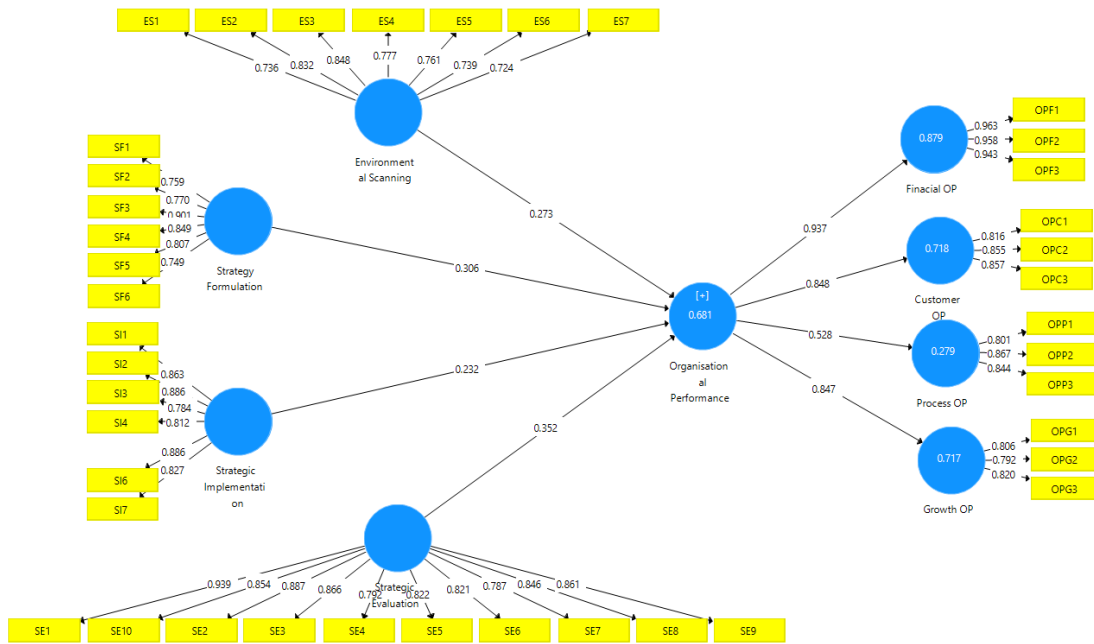 ES1 ES2 ES3 ES4 ES5 ES6 ES7
0.736 0.832 0.848 0.777 0.761 0.739 0.724
Environment
al Scanning
SF1
SF2
SF3
SF4
SF5
SF6
0.759
0.770
0.901
0.849
0.807
0.749
Strategy
Formulation
SI1
SI2
SI3
SI4
SI6
SI7
0.863
0.886
0.784
0.812
0.886
0.827
Strategic
Implementati
on
0.273
0.306
0.232
0.352
[+]
0.681
Organisation
al
Performance
0.937
0.848
0.528
0.847
0.879
Finacial OP
0.963
0.958
0.943
OPF1
OPF2
OPF3
0.718
Customer
OP
0.816
0.855
0.857
OPC1
OPC2
OPC3
0.279
Process OP
0.801
0.867
0.844
OPP1
OPP2
OPP3
0.717
Growth OP
0.806
0.792
0.820
OPG1
OPG2
OPG3
Strategic
Evaluation
0.939 0.854 0.887 0.866 0.792 0.822 0.821 0.787 0.846 0.861
SE1 SE10 SE2 SE3 SE4 SE5 SE6 SE7 SE8 SE9